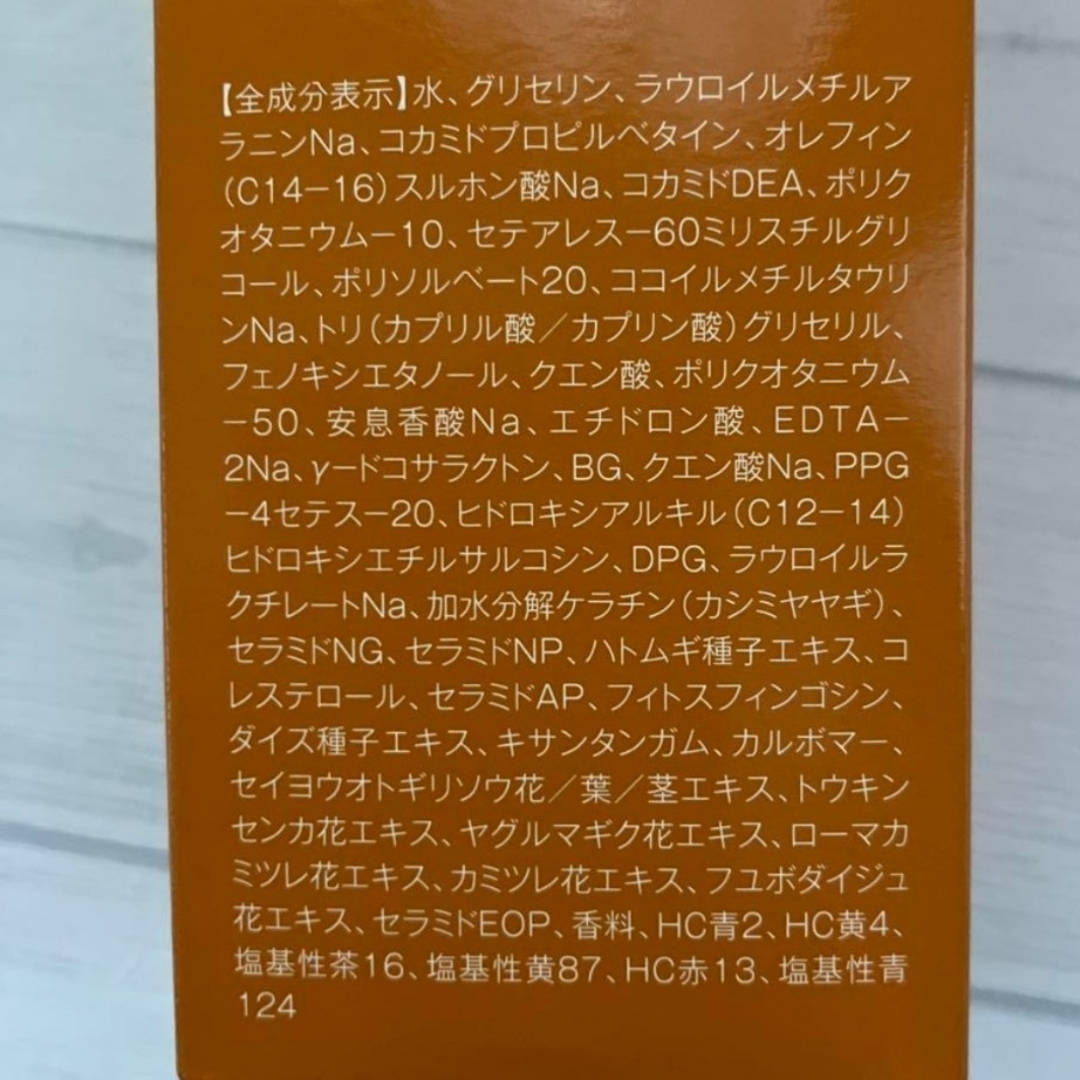 【全成分表示】水、グリセリン、ラウロイルメチルア
ラニンNa、コカミドプロピルベタイン、オレフィン
(C14−16)スルホン酸Na、コカミドDEA、ポリク
オタニウム−10、セテアレス−60ミリスチルグリ
コール、ポリソルベート20、ココイルメチルタウリ
ンNa、トリ(カプリル酸／カプリン酸)グリセリル、
フェノキシエタノール、クエン酸、ポリクオタニウム
−50、安息香酸Na、エチドロン酸、EDTA−
2Na、γードコサラクトン、BG、クエン酸Na、PPG
−4セテス−20、ヒドロキシアルキル(C12−14)
ヒドロキシエチルサルコシン、DPG、ラウロイルラ
クチレートNa、加水分解ケラチン(カシミヤヤギ)、
セラミドNG、セラミドNP、ハトムギ種子エキス、コ
レステロール、セラミドAP、フィトスフィンゴシン、
ダイズ種子エキス、キサンタンガム、カルボマー、
セイヨウオトギリソウ花／葉／茎エキス、トウキン
センカ花エキス、ヤグルマギク花エキス、ローマカ
ミツレ花エキス、カミツレ花エキス、フユボダイジュ
花エキス、セラミドEOP、香料、HC青2、HC黄4、
塩基性茶16、塩基性黄87、HC赤13、塩基性青
124